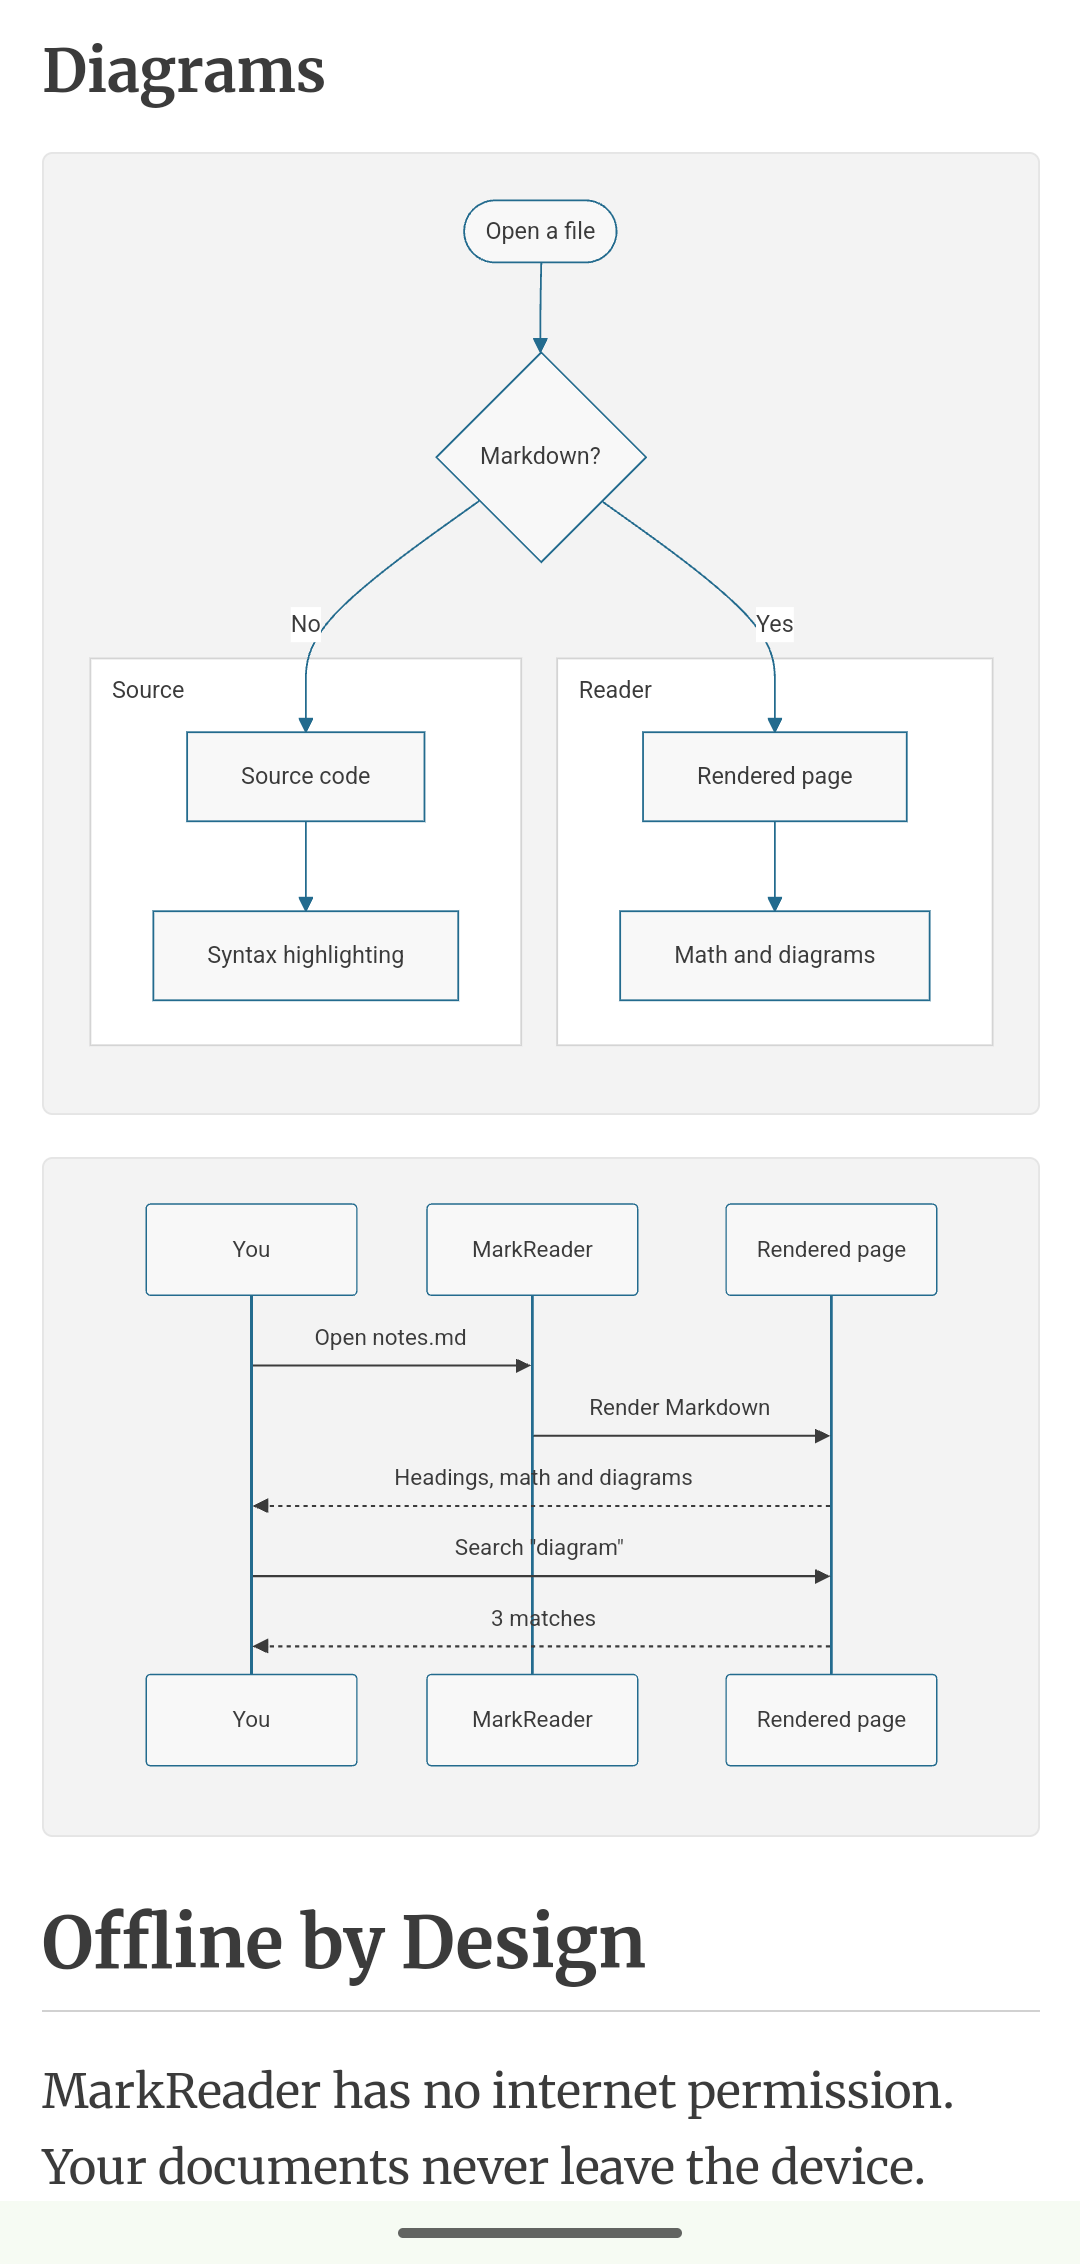 Diagrams
Open a file
Markdown?
No
Yes
Source
Reader
Source code
Rendered page
Syntax highlighting
Math and diagrams
You
MarkReader
Rendered page
Open notes.md
Render Markdown
Headings, math and diagrams
Search "diagram"
3 matches
You
MarkReader
Rendered page
Offline by Design
MarkReader has no internet permission.
Your documents never leave the device.